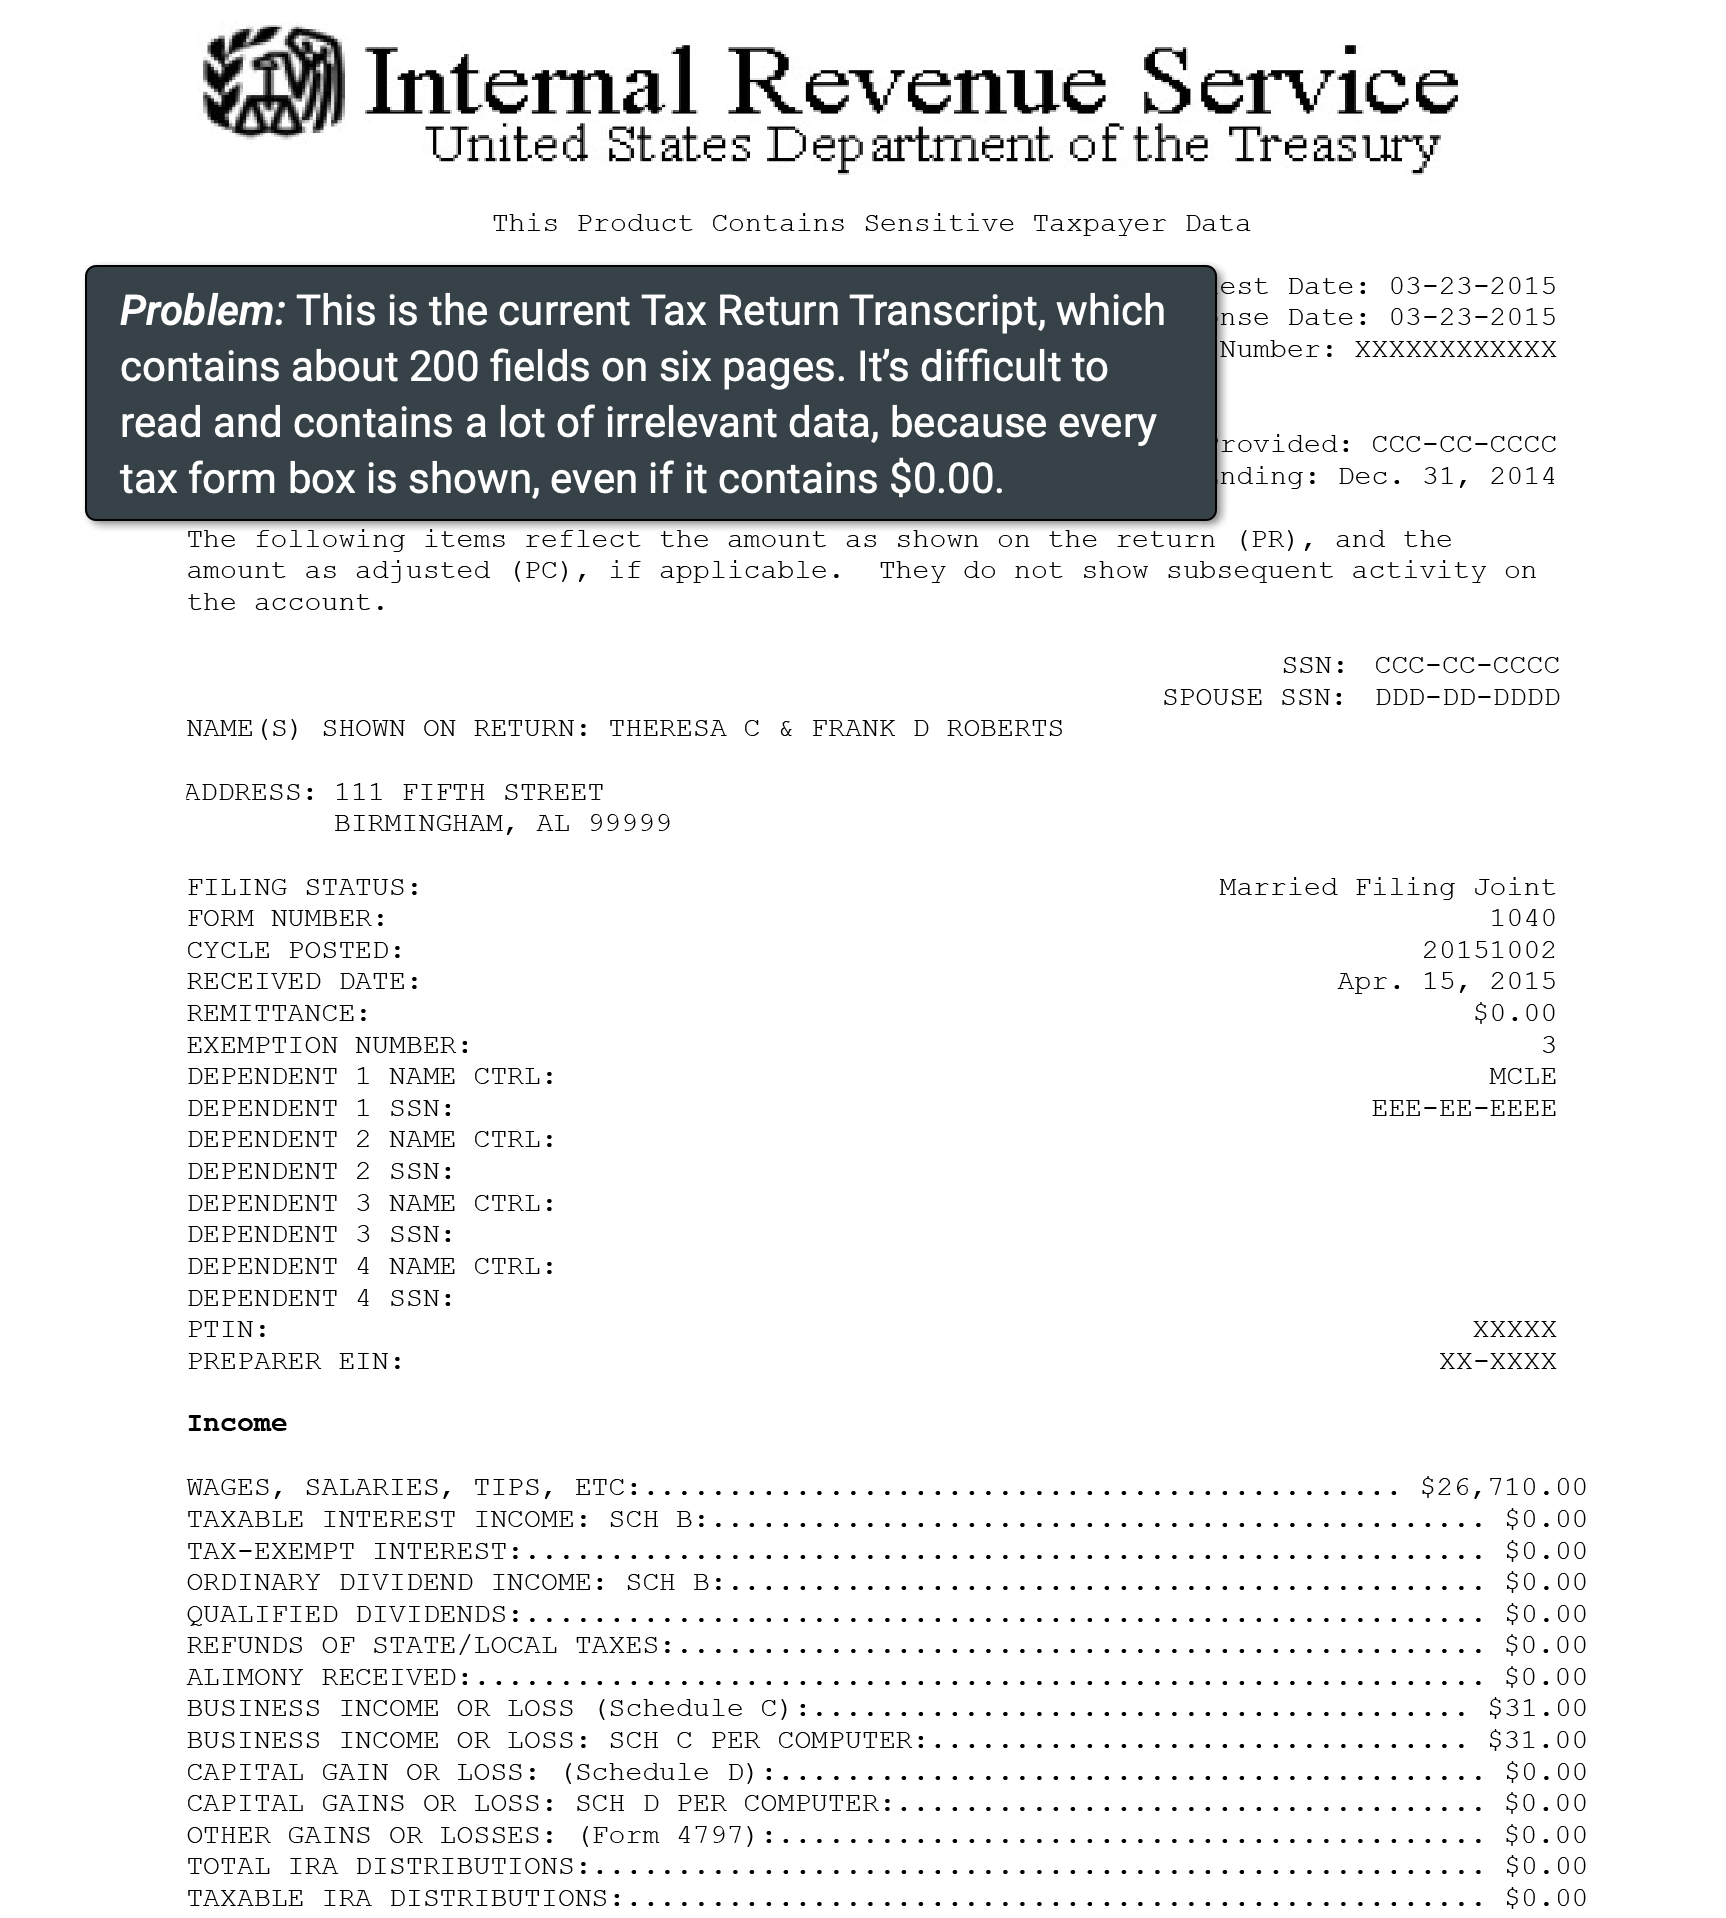 Internal Revenue Service
United States Department of the Treasury
This Product Contains Sensitive Taxpayer Data
Problem: This is the current Tax Return Transcript, which
contains about 200 fields on six pages. It’s difficult to
read and contains a lot of irrelevant data, because every
tax form box is shown, even if it contains $0.00.
Date: 03-23-2015
Date: 03-23-2015
Number: XXXXXXXXXXXX
CCC-CC-CCCC
Dec. 31, 2014
The following items reflect the amount as shown on the return (PR), and the
amount as adjusted (PC), if applicable.  They do not show subsequent activity on
the account.
SSN: CCC-CC-CCCC
SPOUSE SSN: DDD-DD-DDDD
NAME(S) SHOWN ON RETURN: THERESA C & FRANK D ROBERTS
ADDRESS: 111 FIFTH STREET
BIRMINGHAM, AL 99999
FILING STATUS: Married Filing Joint
FORM NUMBER: 1040
CYCLE POSTED: 20151002
RECEIVED DATE: Apr. 15, 2015
REMITTANCE: $0.00
EXEMPTION NUMBER: 3
DEPENDENT 1 NAME CTRL: MCLE
DEPENDENT 1 SSN: EEE-EE-EEEE
DEPENDENT 2 NAME CTRL:
DEPENDENT 2 SSN:
DEPENDENT 3 NAME CTRL:
DEPENDENT 3 SSN:
DEPENDENT 4 NAME CTRL:
DEPENDENT 4 SSN:
PTIN: XXXXX
PREPARER EIN: XX-XXXX
Income
WAGES, SALARIES, TIPS, ETC:............................................. $26,710.00
TAXABLE INTEREST INCOME: SCH B:.............................................. $0.00
TAX-EXEMPT INTEREST:......................................................... $0.00
ORDINARY DIVIDEND INCOME: SCH B:............................................. $0.00
QUALIFIED DIVIDENDS:......................................................... $0.00
REFUNDS OF STATE/LOCAL TAXES:................................................ $0.00
ALIMONY RECEIVED:............................................................ $0.00
BUSINESS INCOME OR LOSS (Schedule C):....................................... $31.00
BUSINESS INCOME OR LOSS: SCH C PER COMPUTER:................................ $31.00
CAPITAL GAIN OR LOSS: (Schedule D):.......................................... $0.00
CAPITAL GAINS OR LOSS: SCH D PER COMPUTER:................................... $0.00
OTHER GAINS OR LOSSES: (Form 4797):.......................................... $0.00
TOTAL IRA DISTRIBUTIONS:..................................................... $0.00
TAXABLE IRA DISTRIBUTIONS:................................................... $0.00